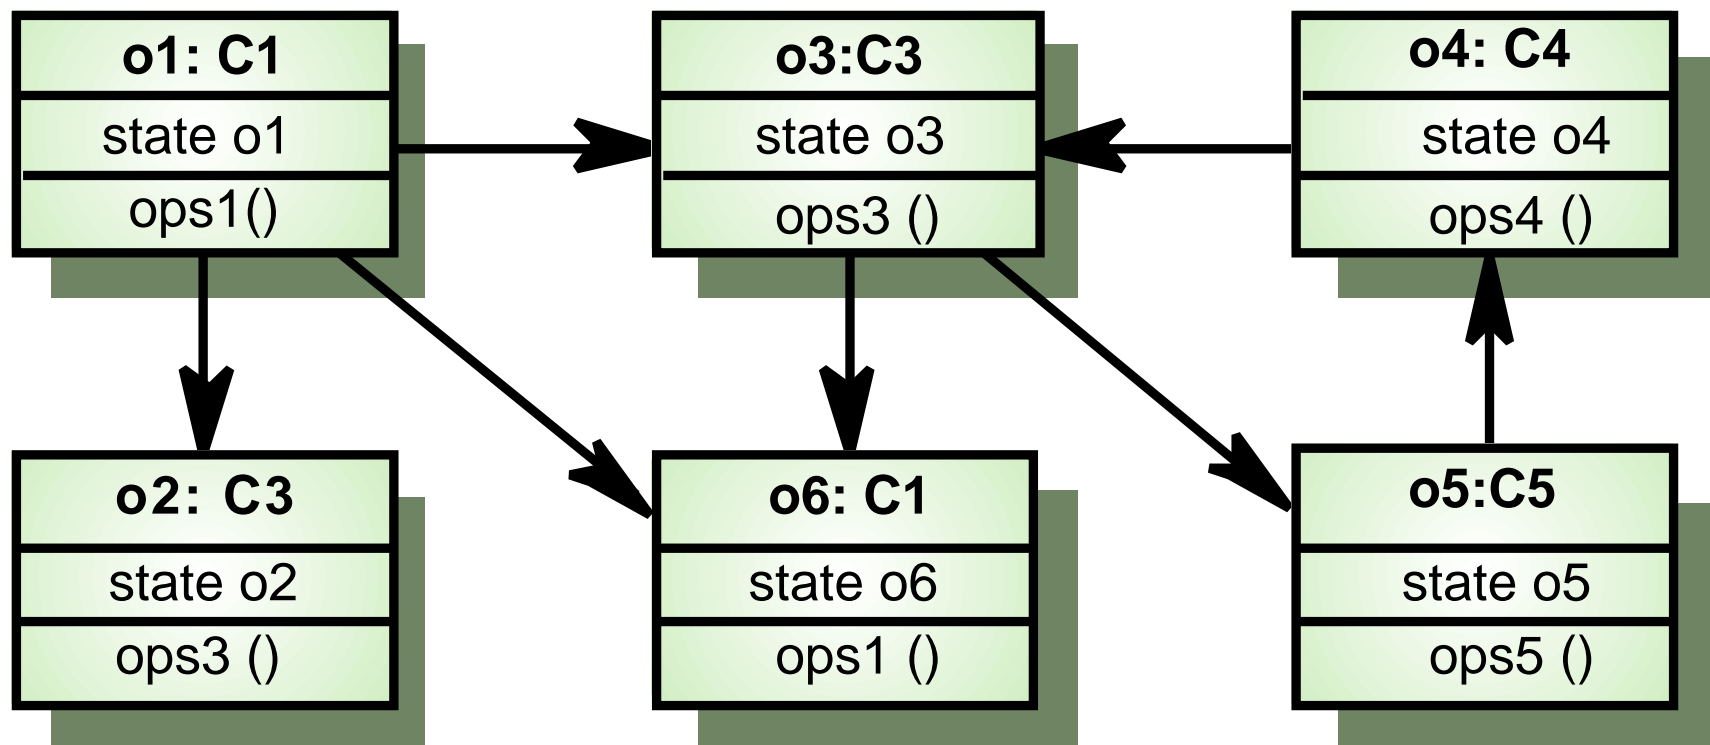 o1: C1
state o1
ops1()
o3:C3
state o3
ops3 ()
o4: C4
state o4
ops4 ()
o2: C3
state o2
ops3 ()
o6: C1
state o6
ops1 ()
o5:C5
state o5
ops5 ()